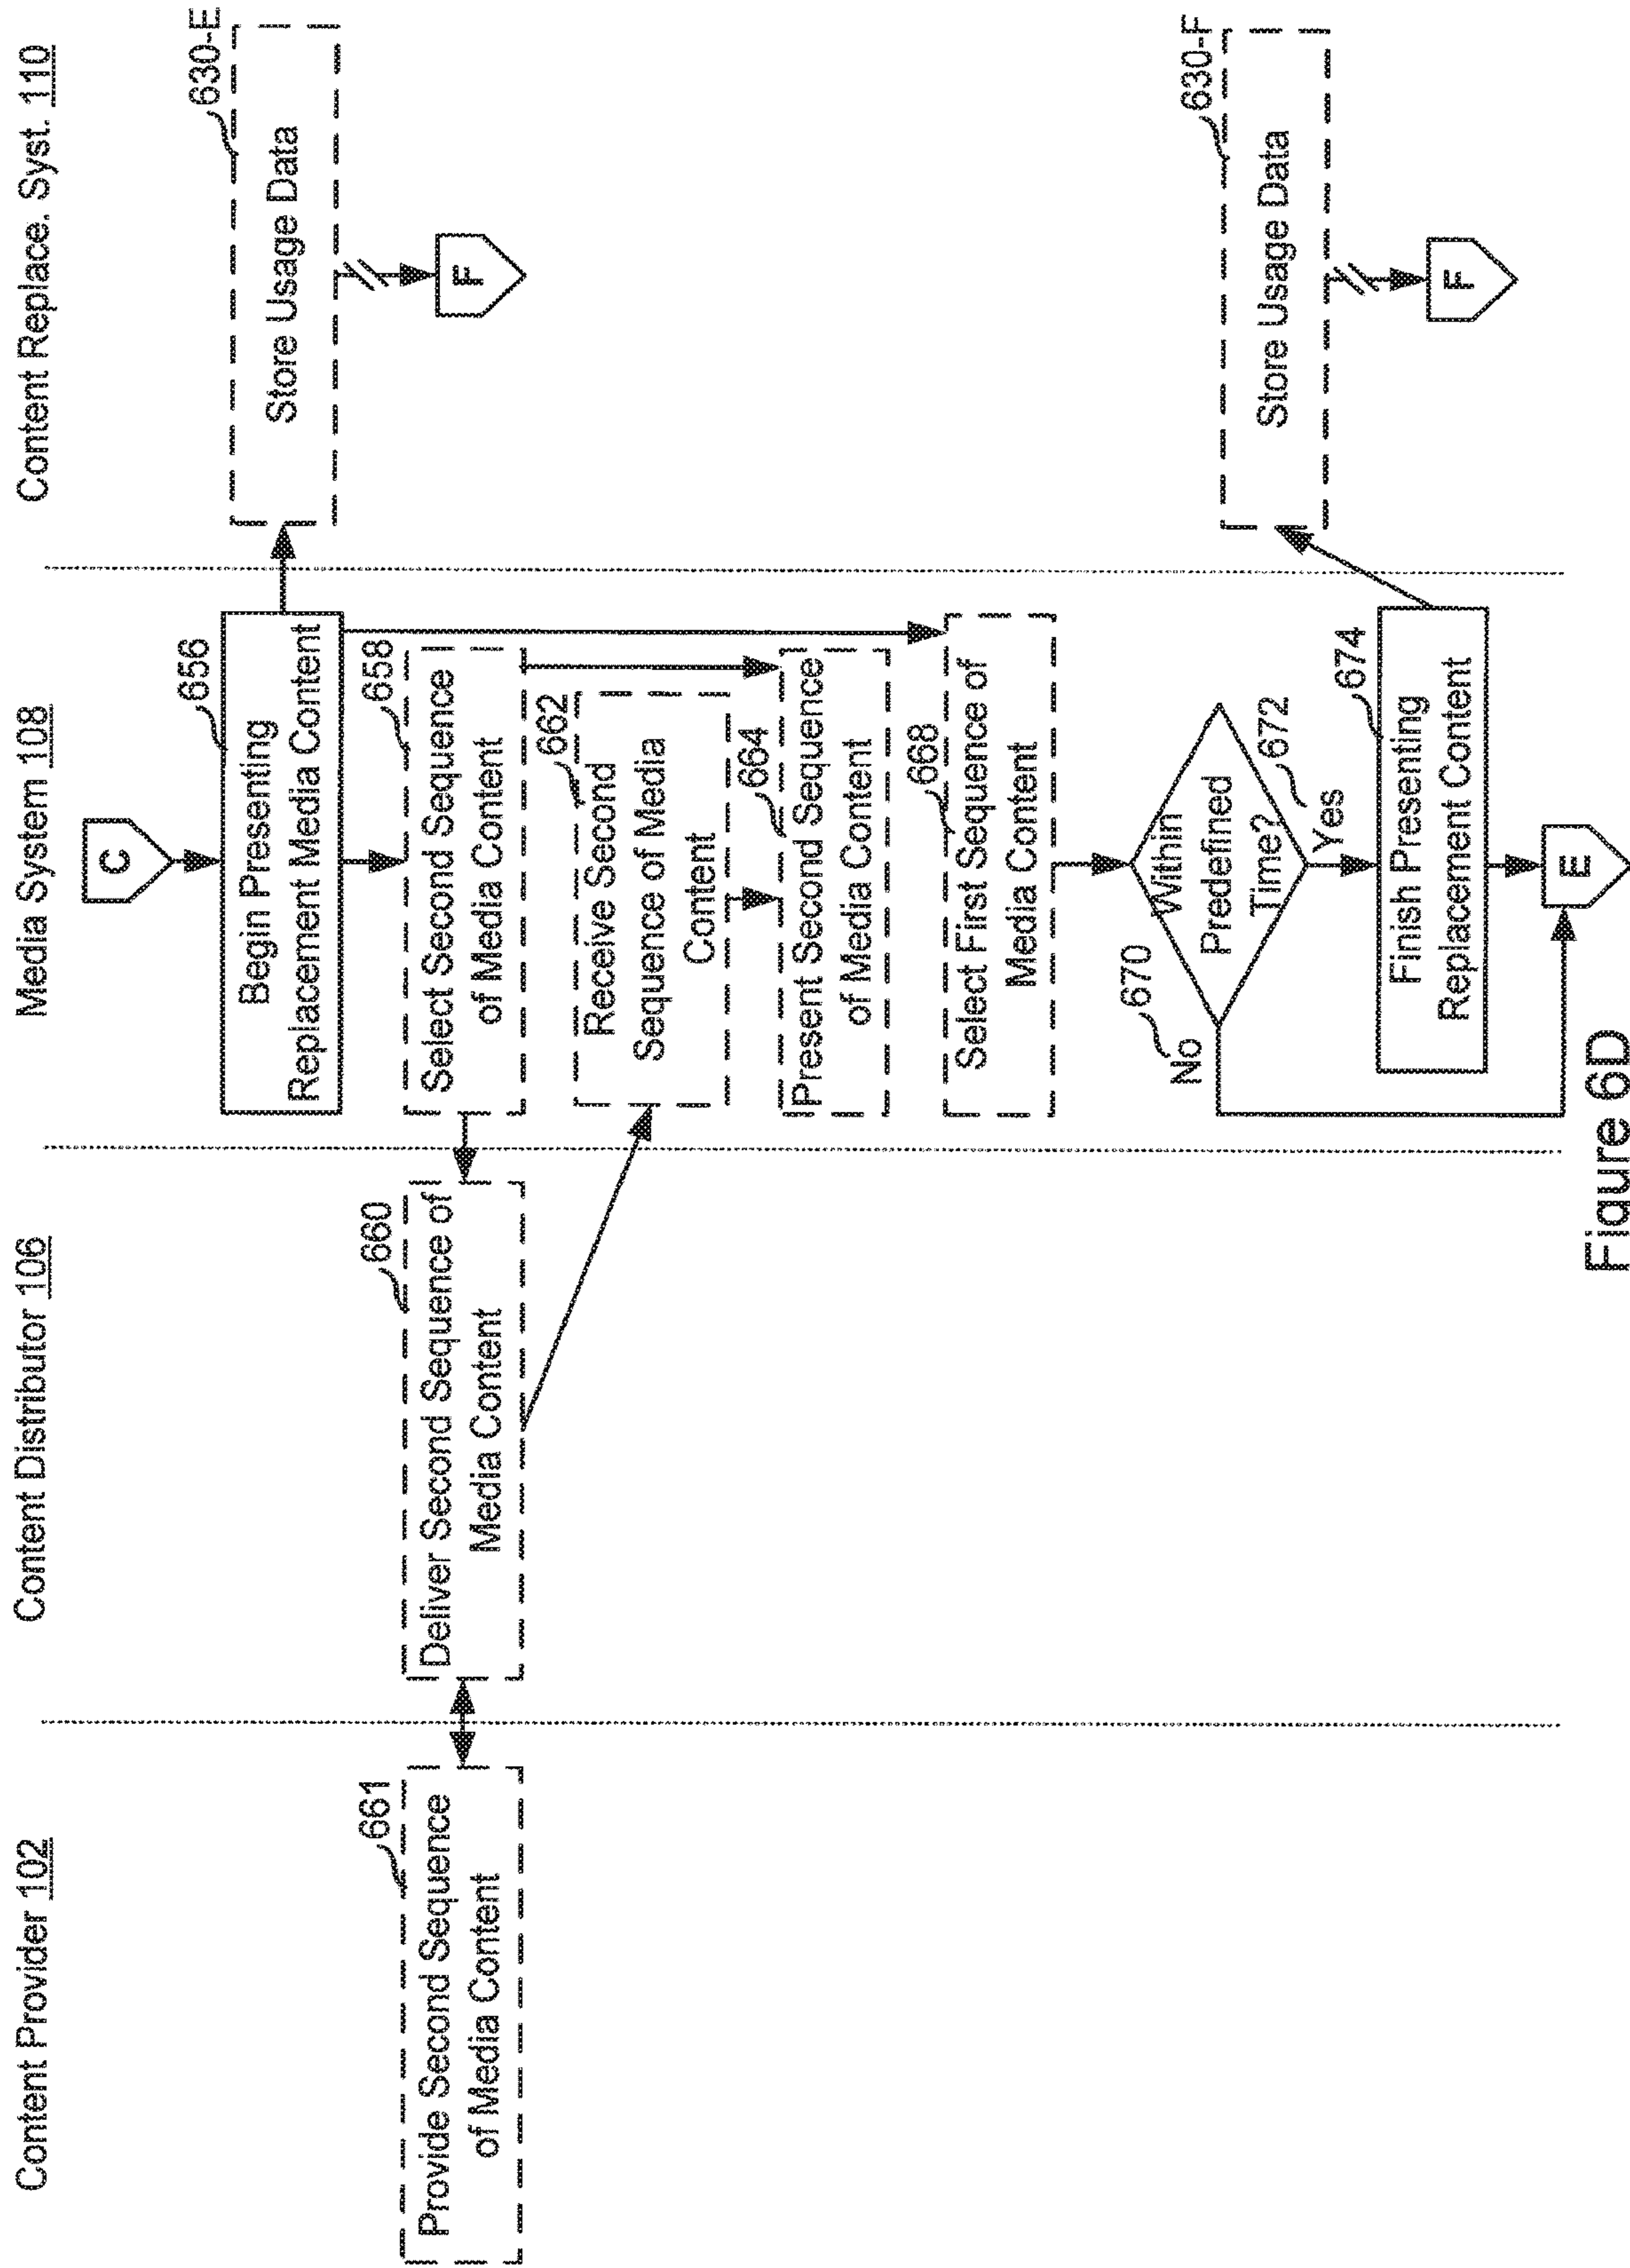 Content Provider 102
Content Distributor 106
Media System 108
Content Replace. Syst. 110
C
656
Begin Presenting
Replacement Media Content
630-E
Store Usage Data
F
661
Provide Second Sequence
of Media Content
660
Deliver Second Sequence of
Media Content
658
Select Second Sequence
of Media Content
662
Receive Second
Sequence of Media
Content
664
Present Second Sequence
of Media Content
668
Select First Sequence of
Media Content
670
No
Within
Predefined
Time?
672
Yes
674
Finish Presenting
Replacement Content
630-F
Store Usage Data
F
E
Figure 6D